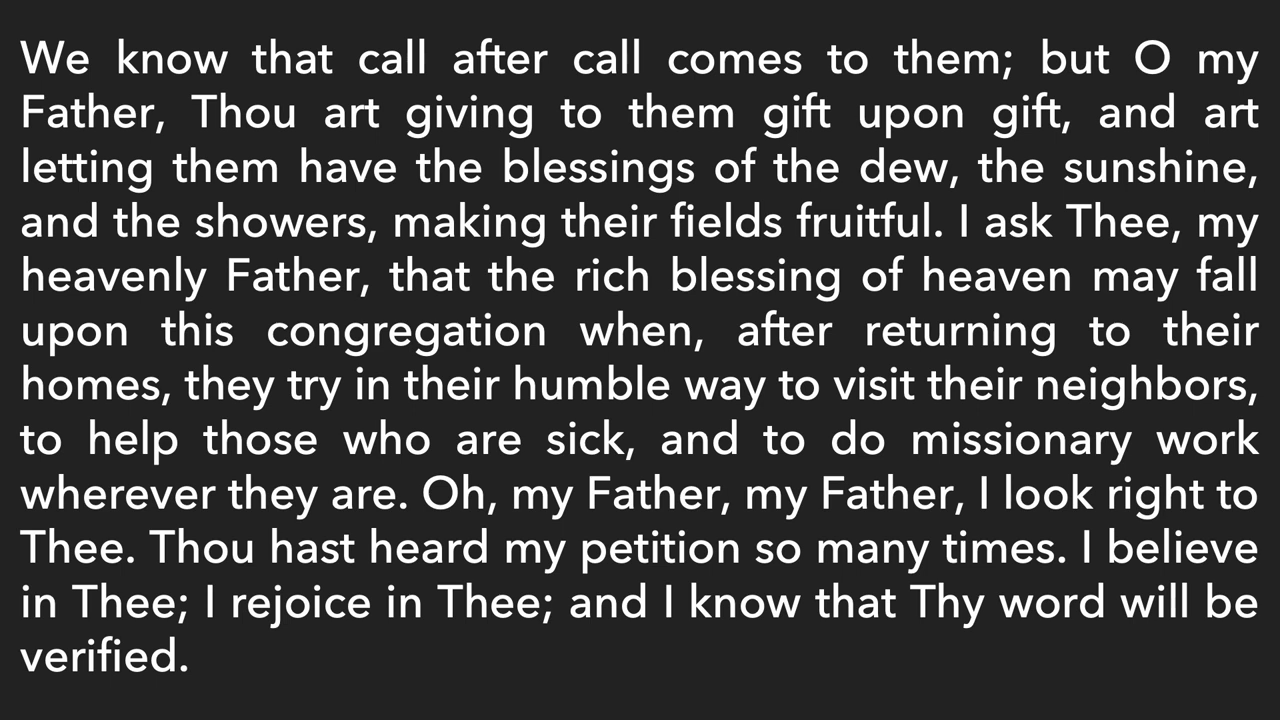 We know that call after call comes to them; but O my
Father, Thou art giving to them gift upon gift, and art
letting them have the blessings of the dew, the sunshine,
and the showers, making their fields fruitful. I ask Thee, my
heavenly Father, that the rich blessing of heaven may fall
upon this congregation when, after returning to their
homes, they try in their humble way to visit their neighbors,
to help those who are sick, and to do missionary work
wherever they are. Oh, my Father, my Father, I look right to
Thee. Thou hast heard my petition so many times. I believe
in Thee; I rejoice in Thee; and I know that Thy word will be
verified.